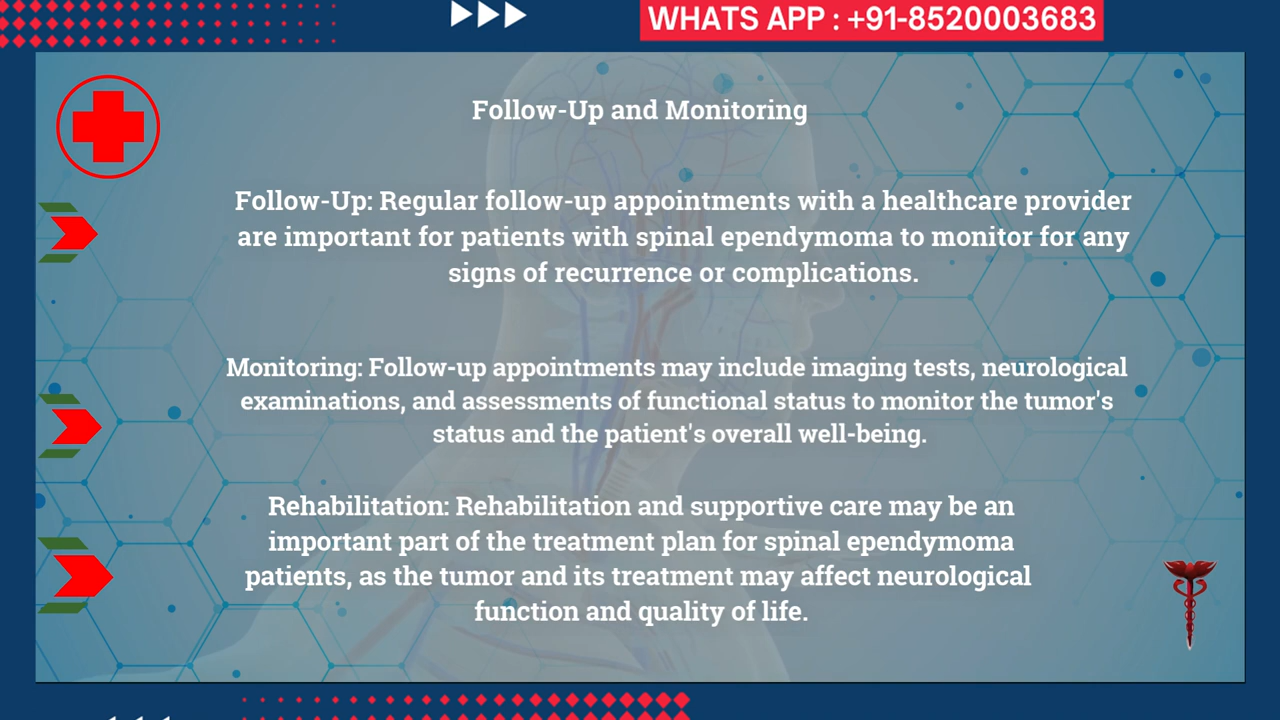 WHATS APP : +91-8520003683
Follow-Up and Monitoring
Follow-Up: Regular follow-up appointments with a healthcare provider
are important for patients with spinal ependymoma to monitor for any
signs of recurrence or complications.
Monitoring: Follow-up appointments may include imaging tests, neurological
examinations, and assessments of functional status to monitor the tumor's
status and the patient's overall well-being.
Rehabilitation: Rehabilitation and supportive care may be an
important part of the treatment plan for spinal ependymoma
patients, as the tumor and its treatment may affect neurological
function and quality of life.